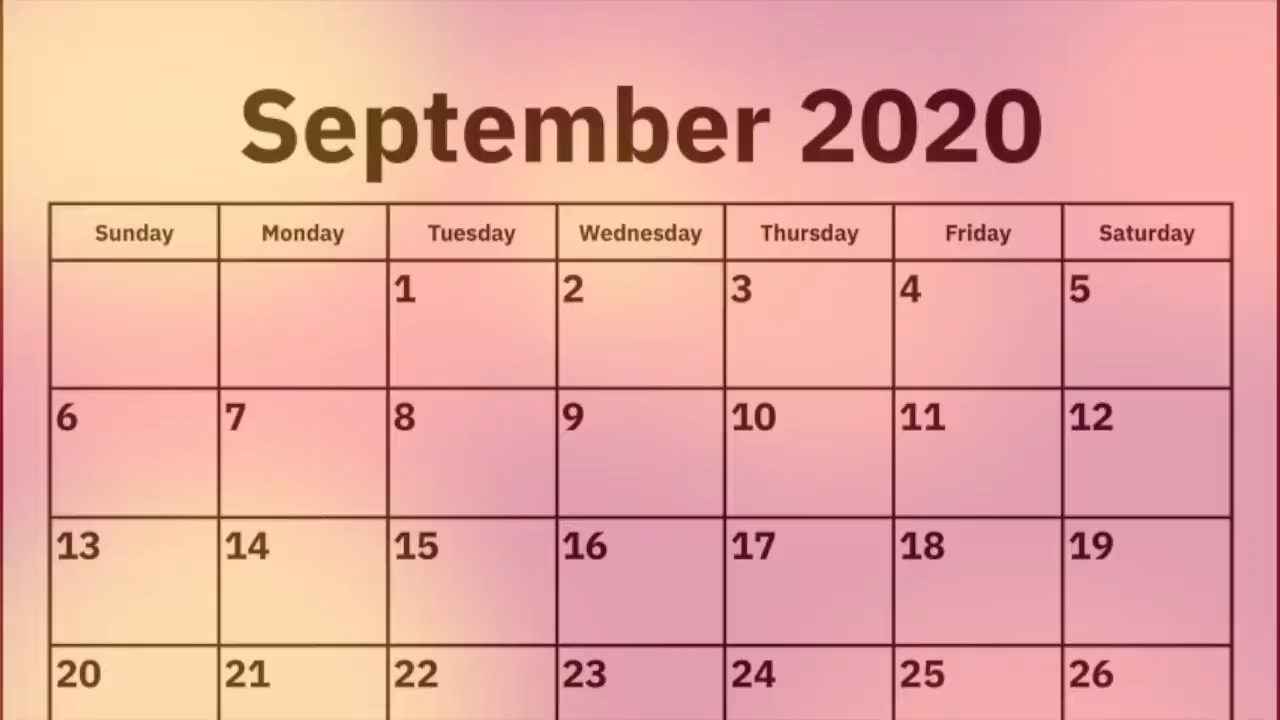 September 2020
Sunday Monday Tuesday Wednesday Thursday Friday Saturday
1 2 3 4 5
6 7 8 9 10 11 12
13 14 15 16 17 18 19
20 21 22 23 24 25 26